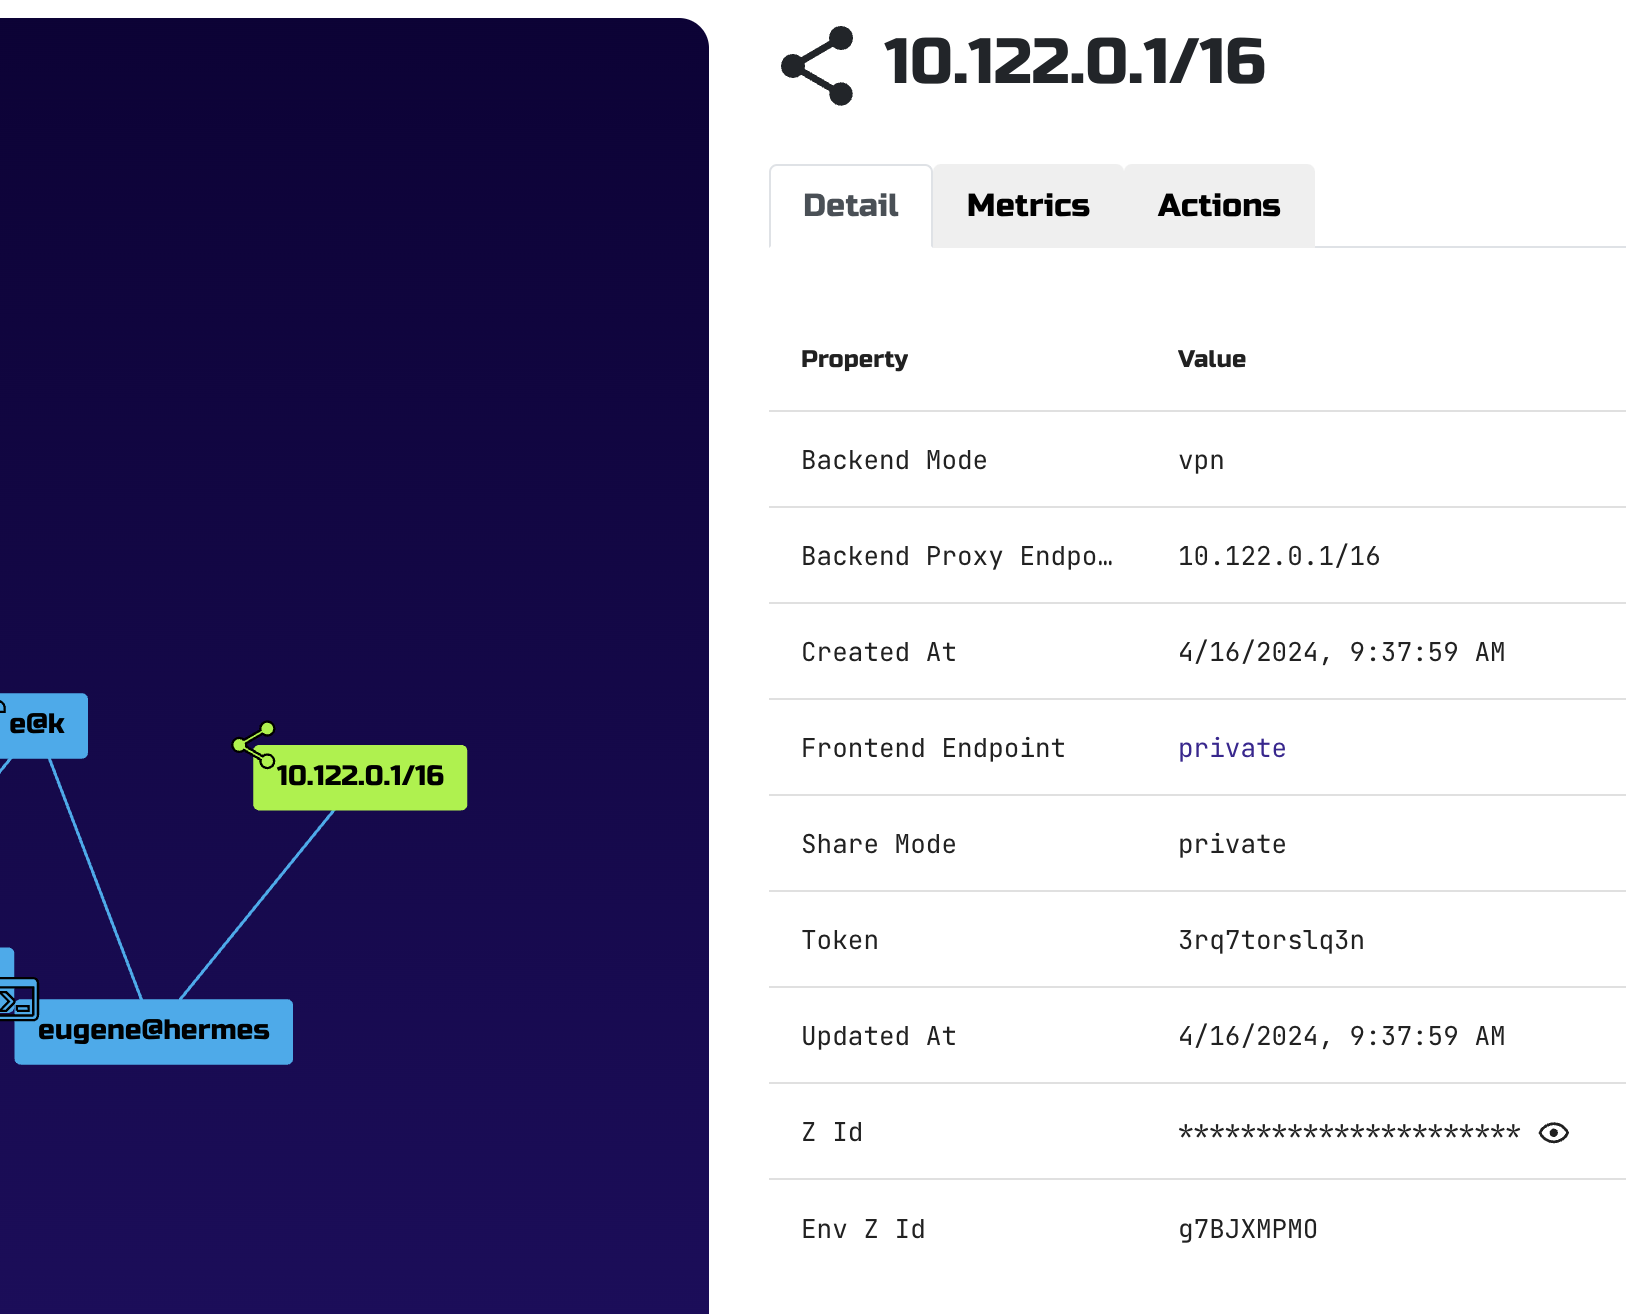 10.122.0.1/16
Detail
Metrics
Actions
Property Value
Backend Mode vpn
Backend Proxy Endpo… 10.122.0.1/16
Created At 4/16/2024, 9:37:59 AM
Frontend Endpoint private
Share Mode private
Token 3rq7torslq3n
Updated At 4/16/2024, 9:37:59 AM
Z Id **********************
Env Z Id g7BJXMPMO
e@k
10.122.0.1/16
eugene@hermes